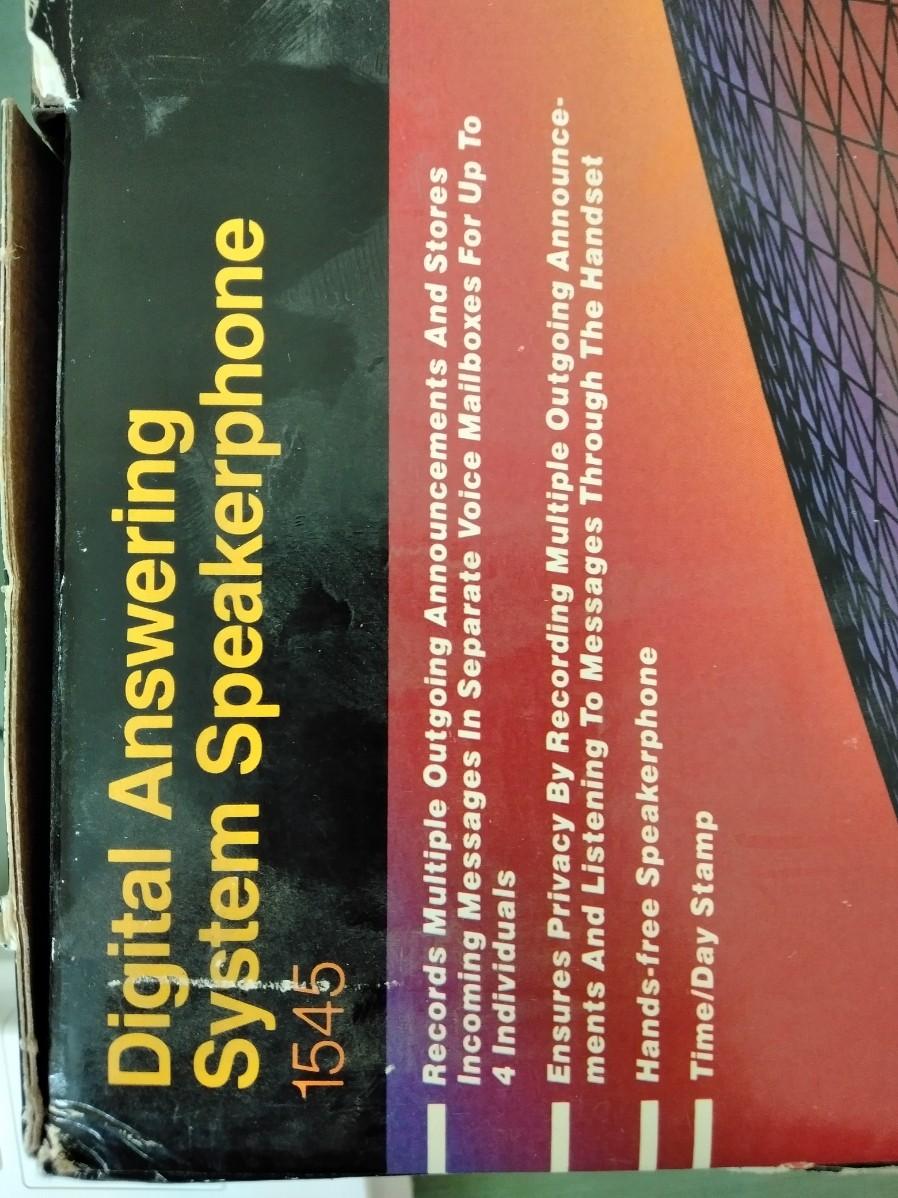 Digital Answering
System Speakerphone
1545
Records Multiple Outgoing Announcements And Stores
Incoming Messages In Separate Voice Mailboxes For Up To
4 Individuals
Ensures Privacy By Recording Multiple Outgoing Announce-
ments And Listening To Messages Through The Handset
Hands-free Speakerphone
Time/Day Stamp